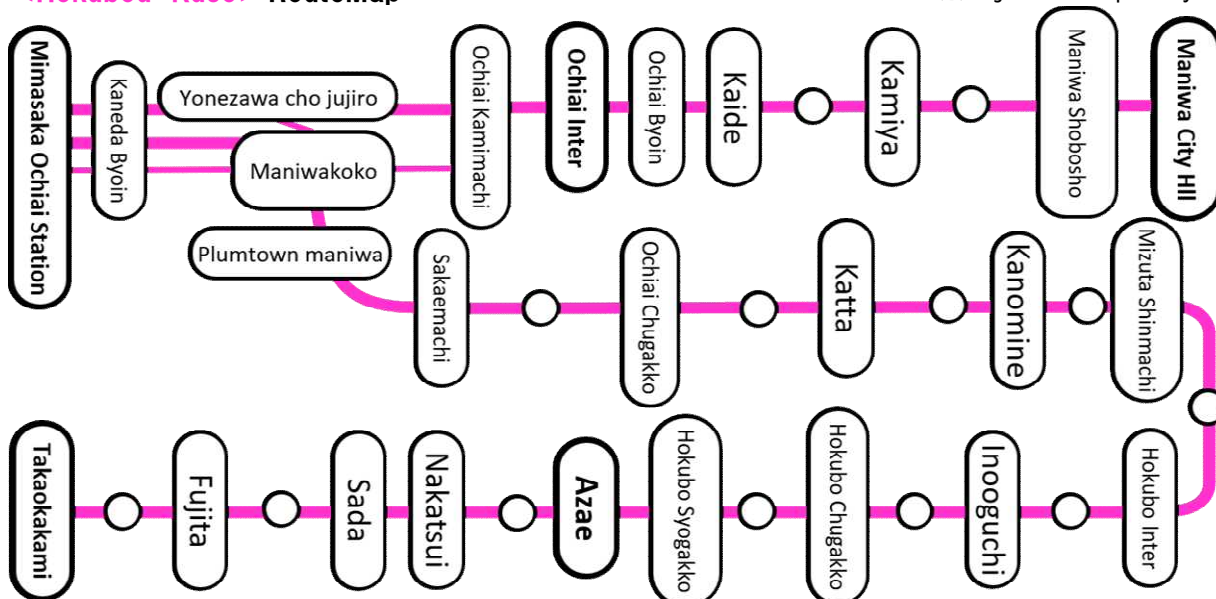 RouteMap
Mimasaka Ochiai Station
Kaneda Byoin
Yonezawa cho jujiro
Maniwakoko
Plumtown maniwa
Ochiai Kamimachi
Ochiai Inter
Ochiai Byoin
Kaide
Kamiya
Maniwa Shobosho
Maniwa City Hll
Sakaemachi
Ochiai Chugakko
Katta
Kanomine
Mizuta Shinmachi
Takaokakami
Fujita
Sada
Nakatsui
Azae
Hokubo Syogakko
Hokubo Chugakko
Inooguchi
Hokubo Inter